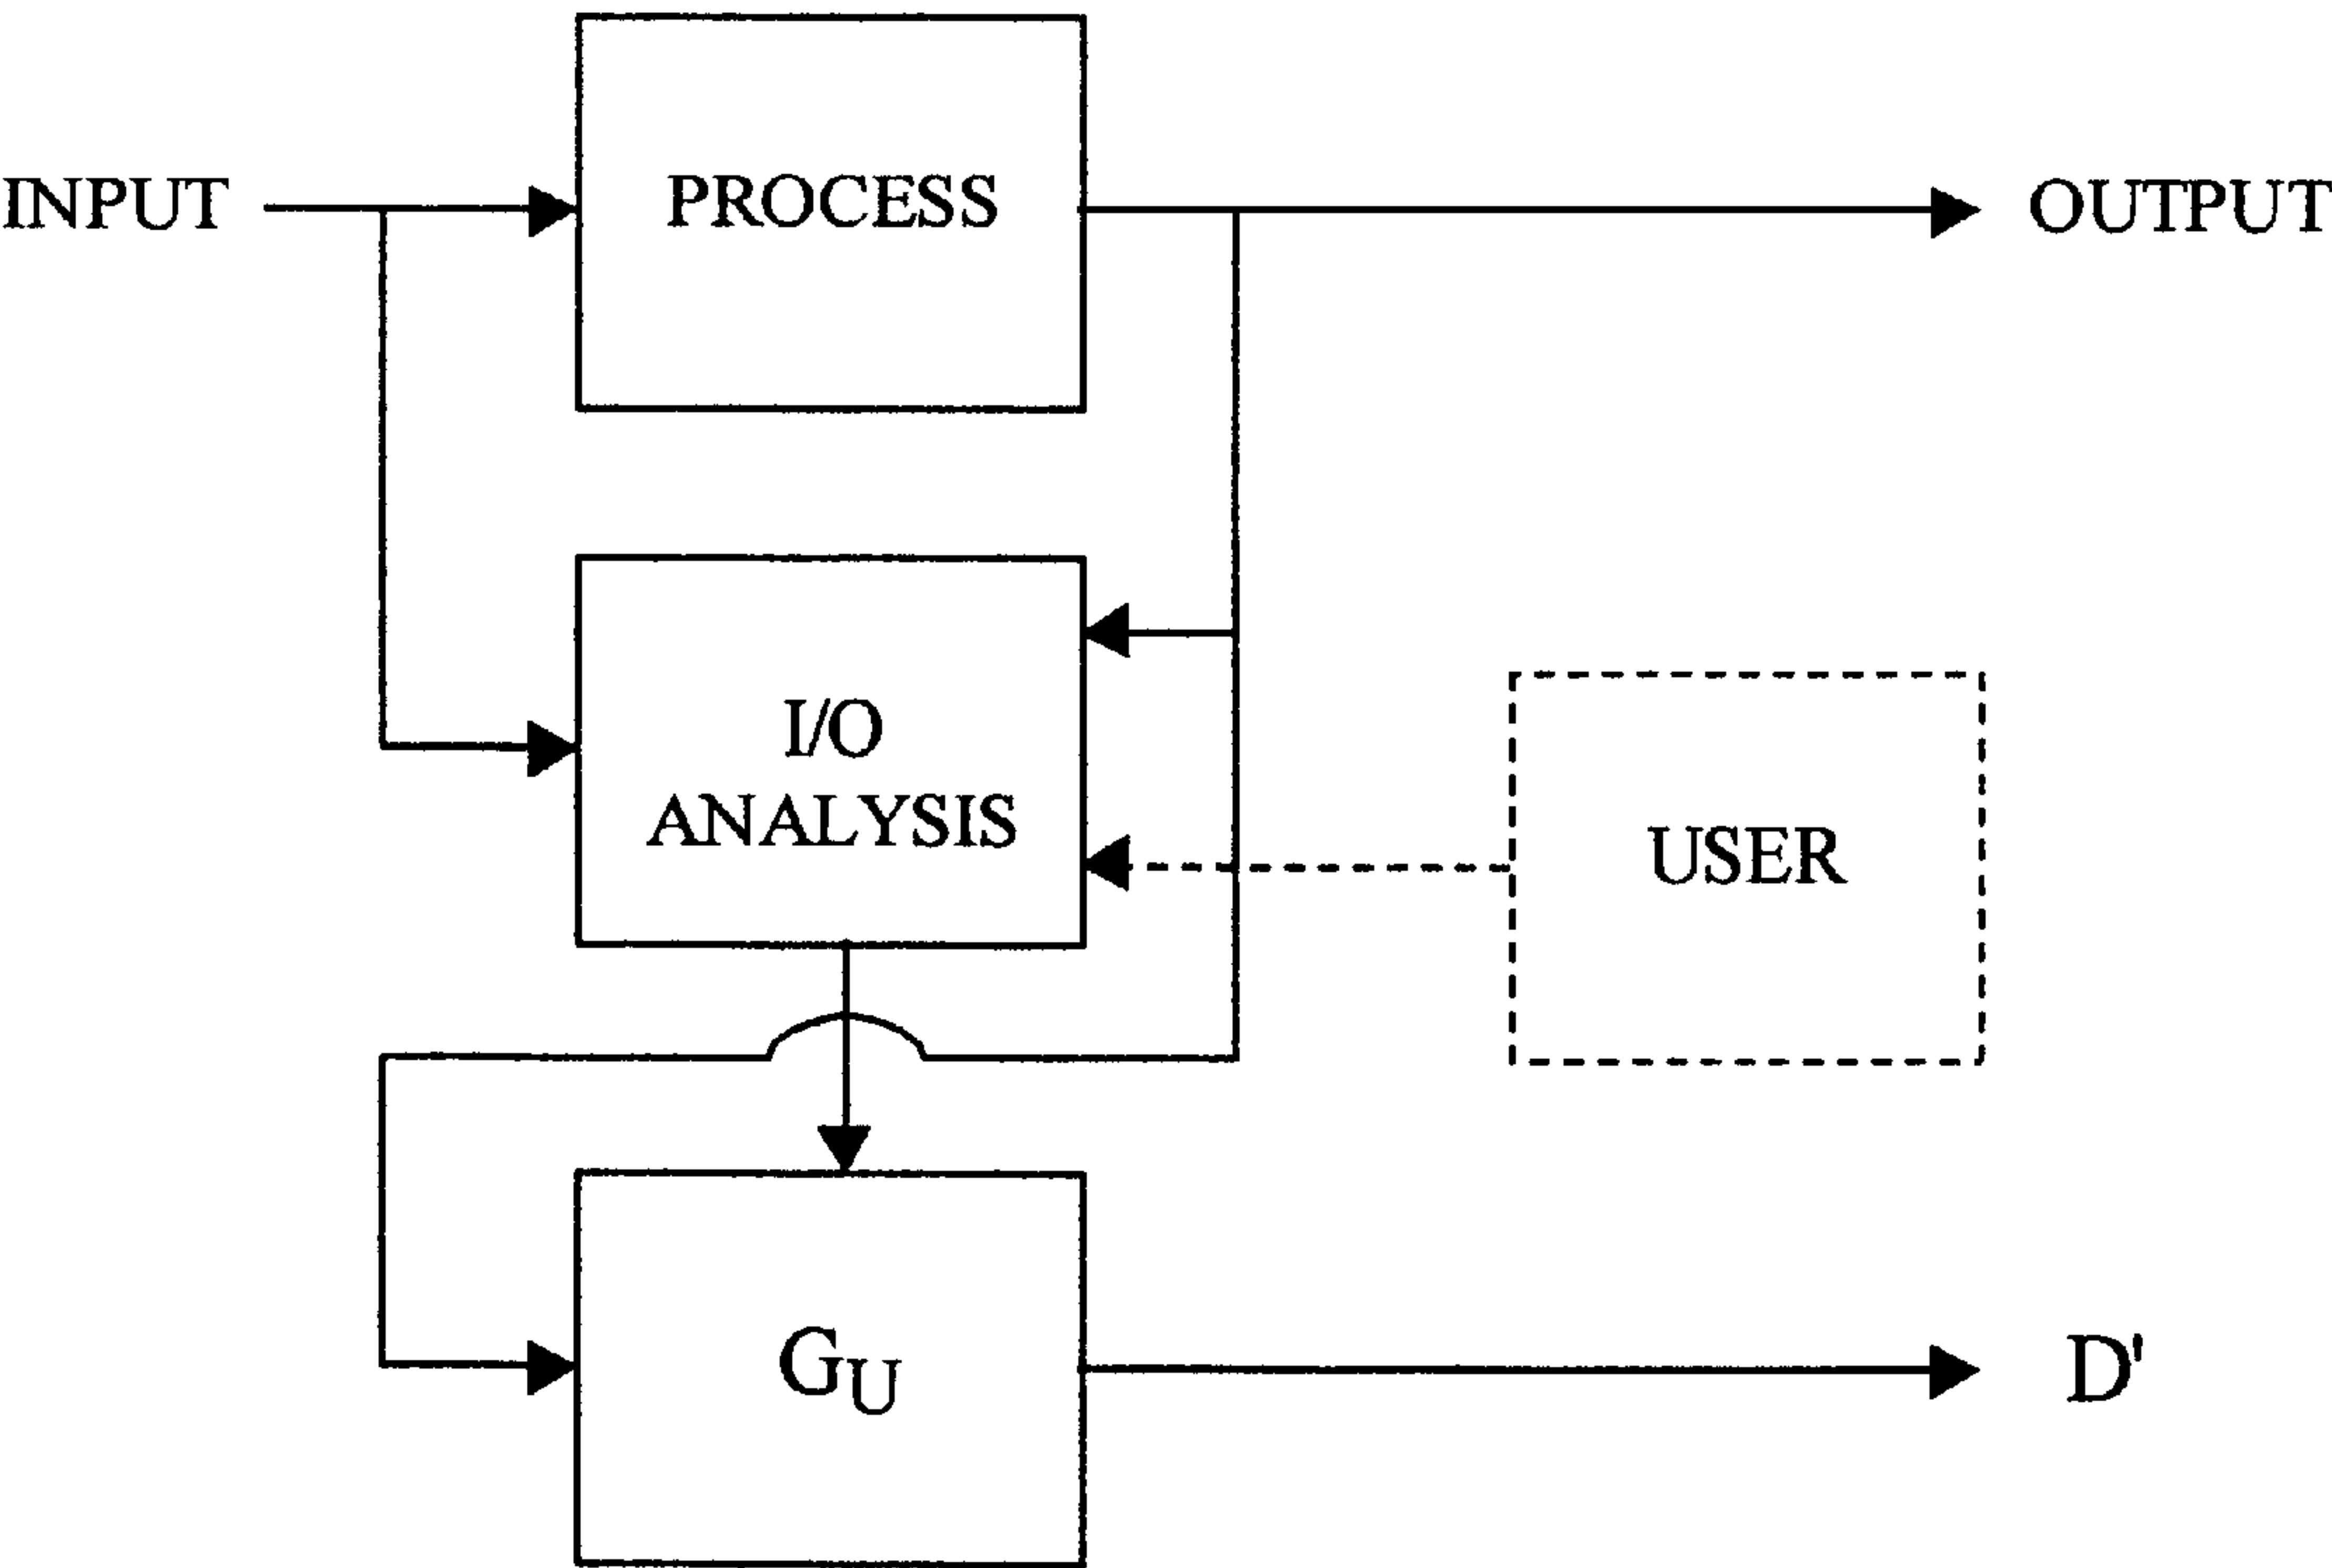 INPUT
PROCESS
OUTPUT
I/O
ANALYSIS
USER
GU
D'